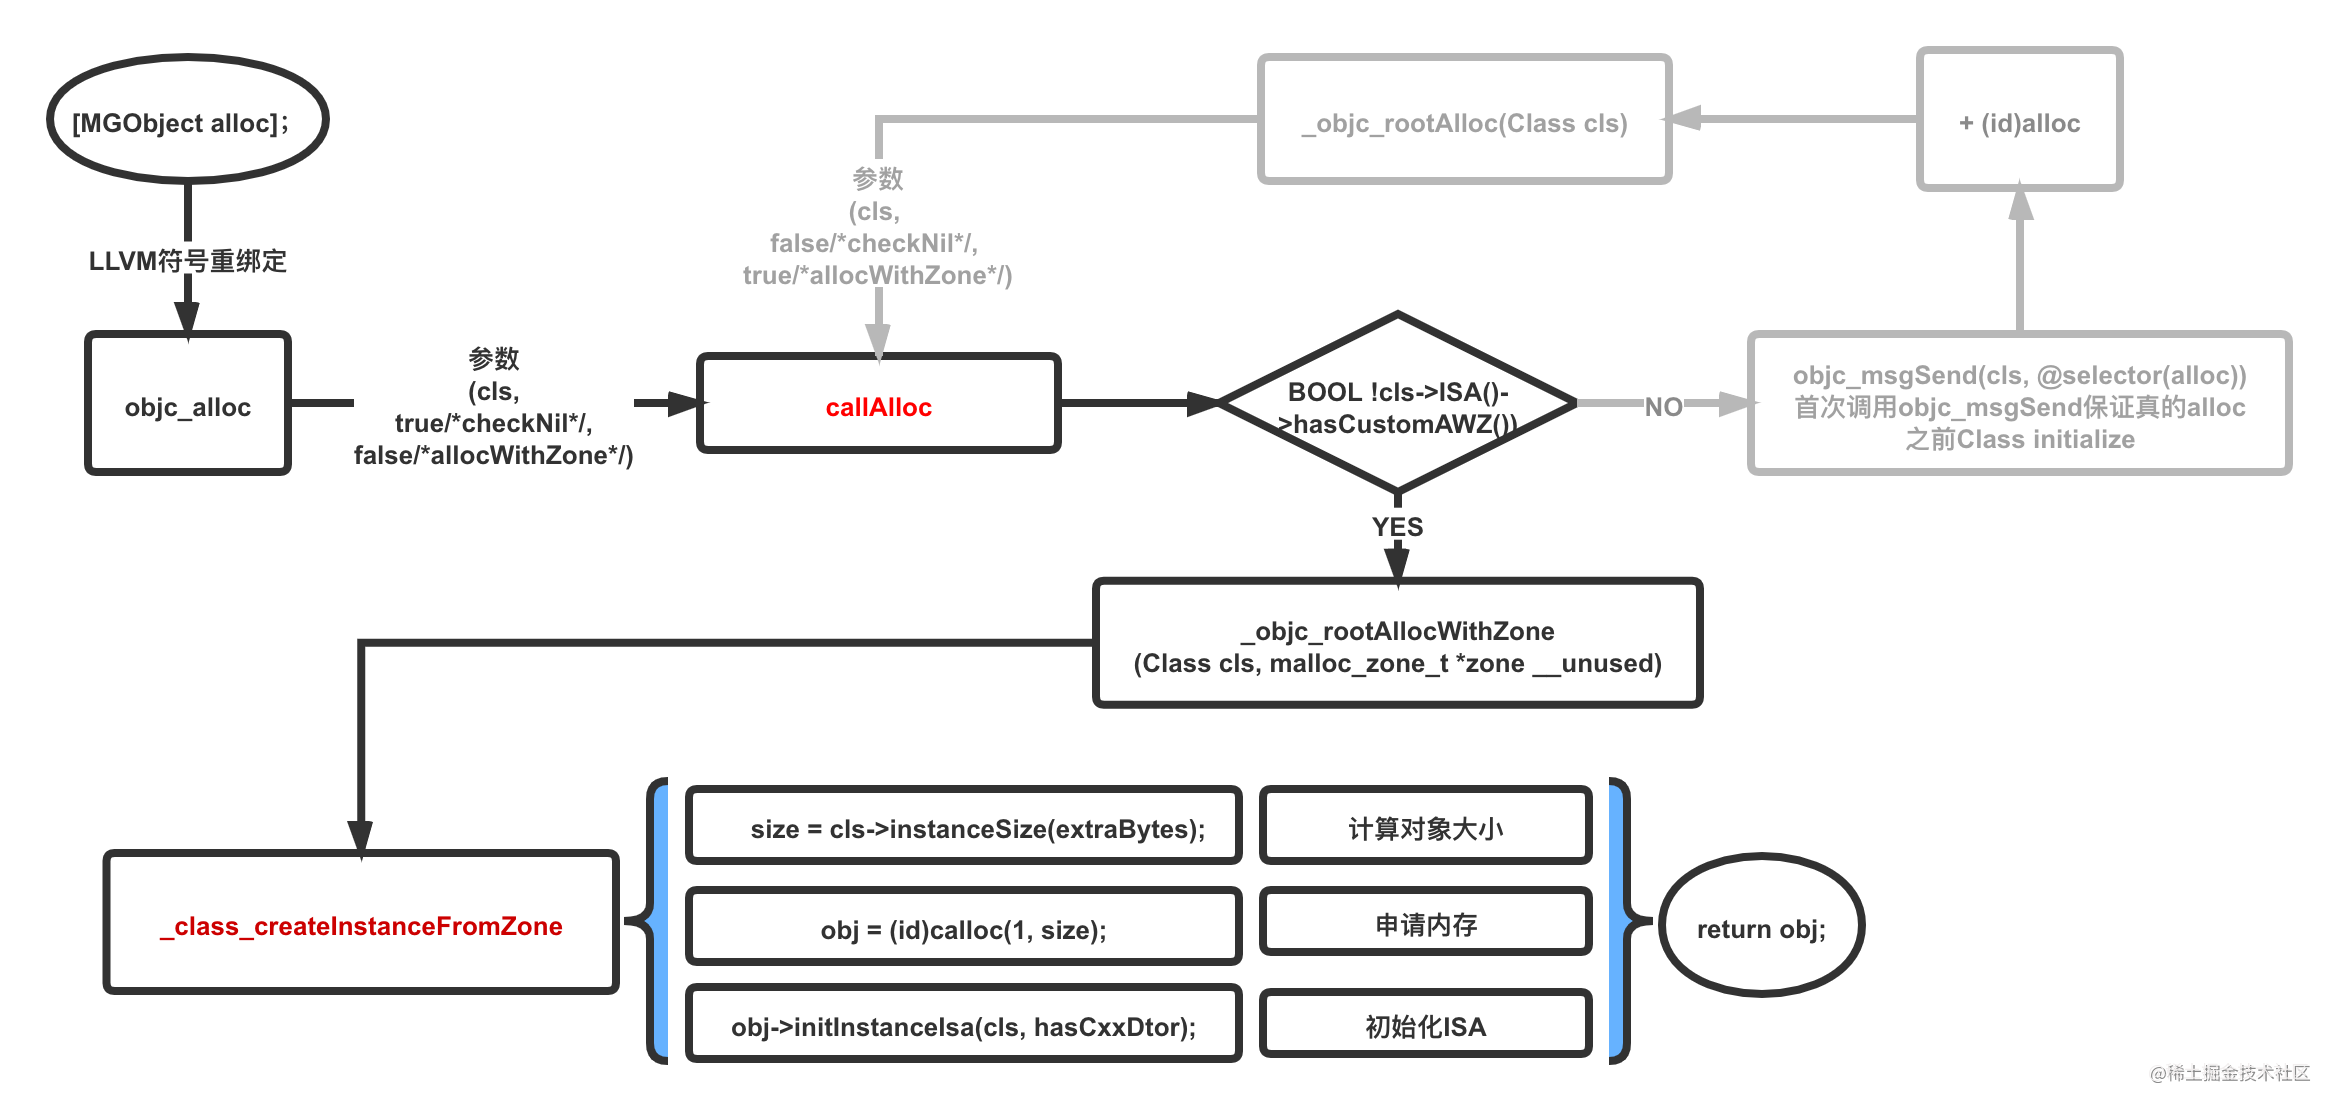 [MGObject alloc];
LLVM符号重绑定
objc_alloc
参数
(cls,
true/*checkNil*/,
false/*allocWithZone*/)
callAlloc
BOOL !cls->ISA()-
>hasCustomAWZ())
NO
objc_msgSend(cls, @selector(alloc))
首次调用objc_msgSend保证真的alloc
之前Class initialize
+ (id)alloc
_objc_rootAlloc(Class cls)
参数
(cls,
false/*checkNil*/,
true/*allocWithZone*/)
YES
_objc_rootAllocWithZone
(Class cls, malloc_zone_t *zone __unused)
_class_createInstanceFromZone
size = cls->instanceSize(extraBytes);
计算对象大小
obj = (id)calloc(1, size);
申请内存
obj->initInstanceIsa(cls, hasCxxDtor);
初始化ISA
return obj;
@稀土掘金技术社区